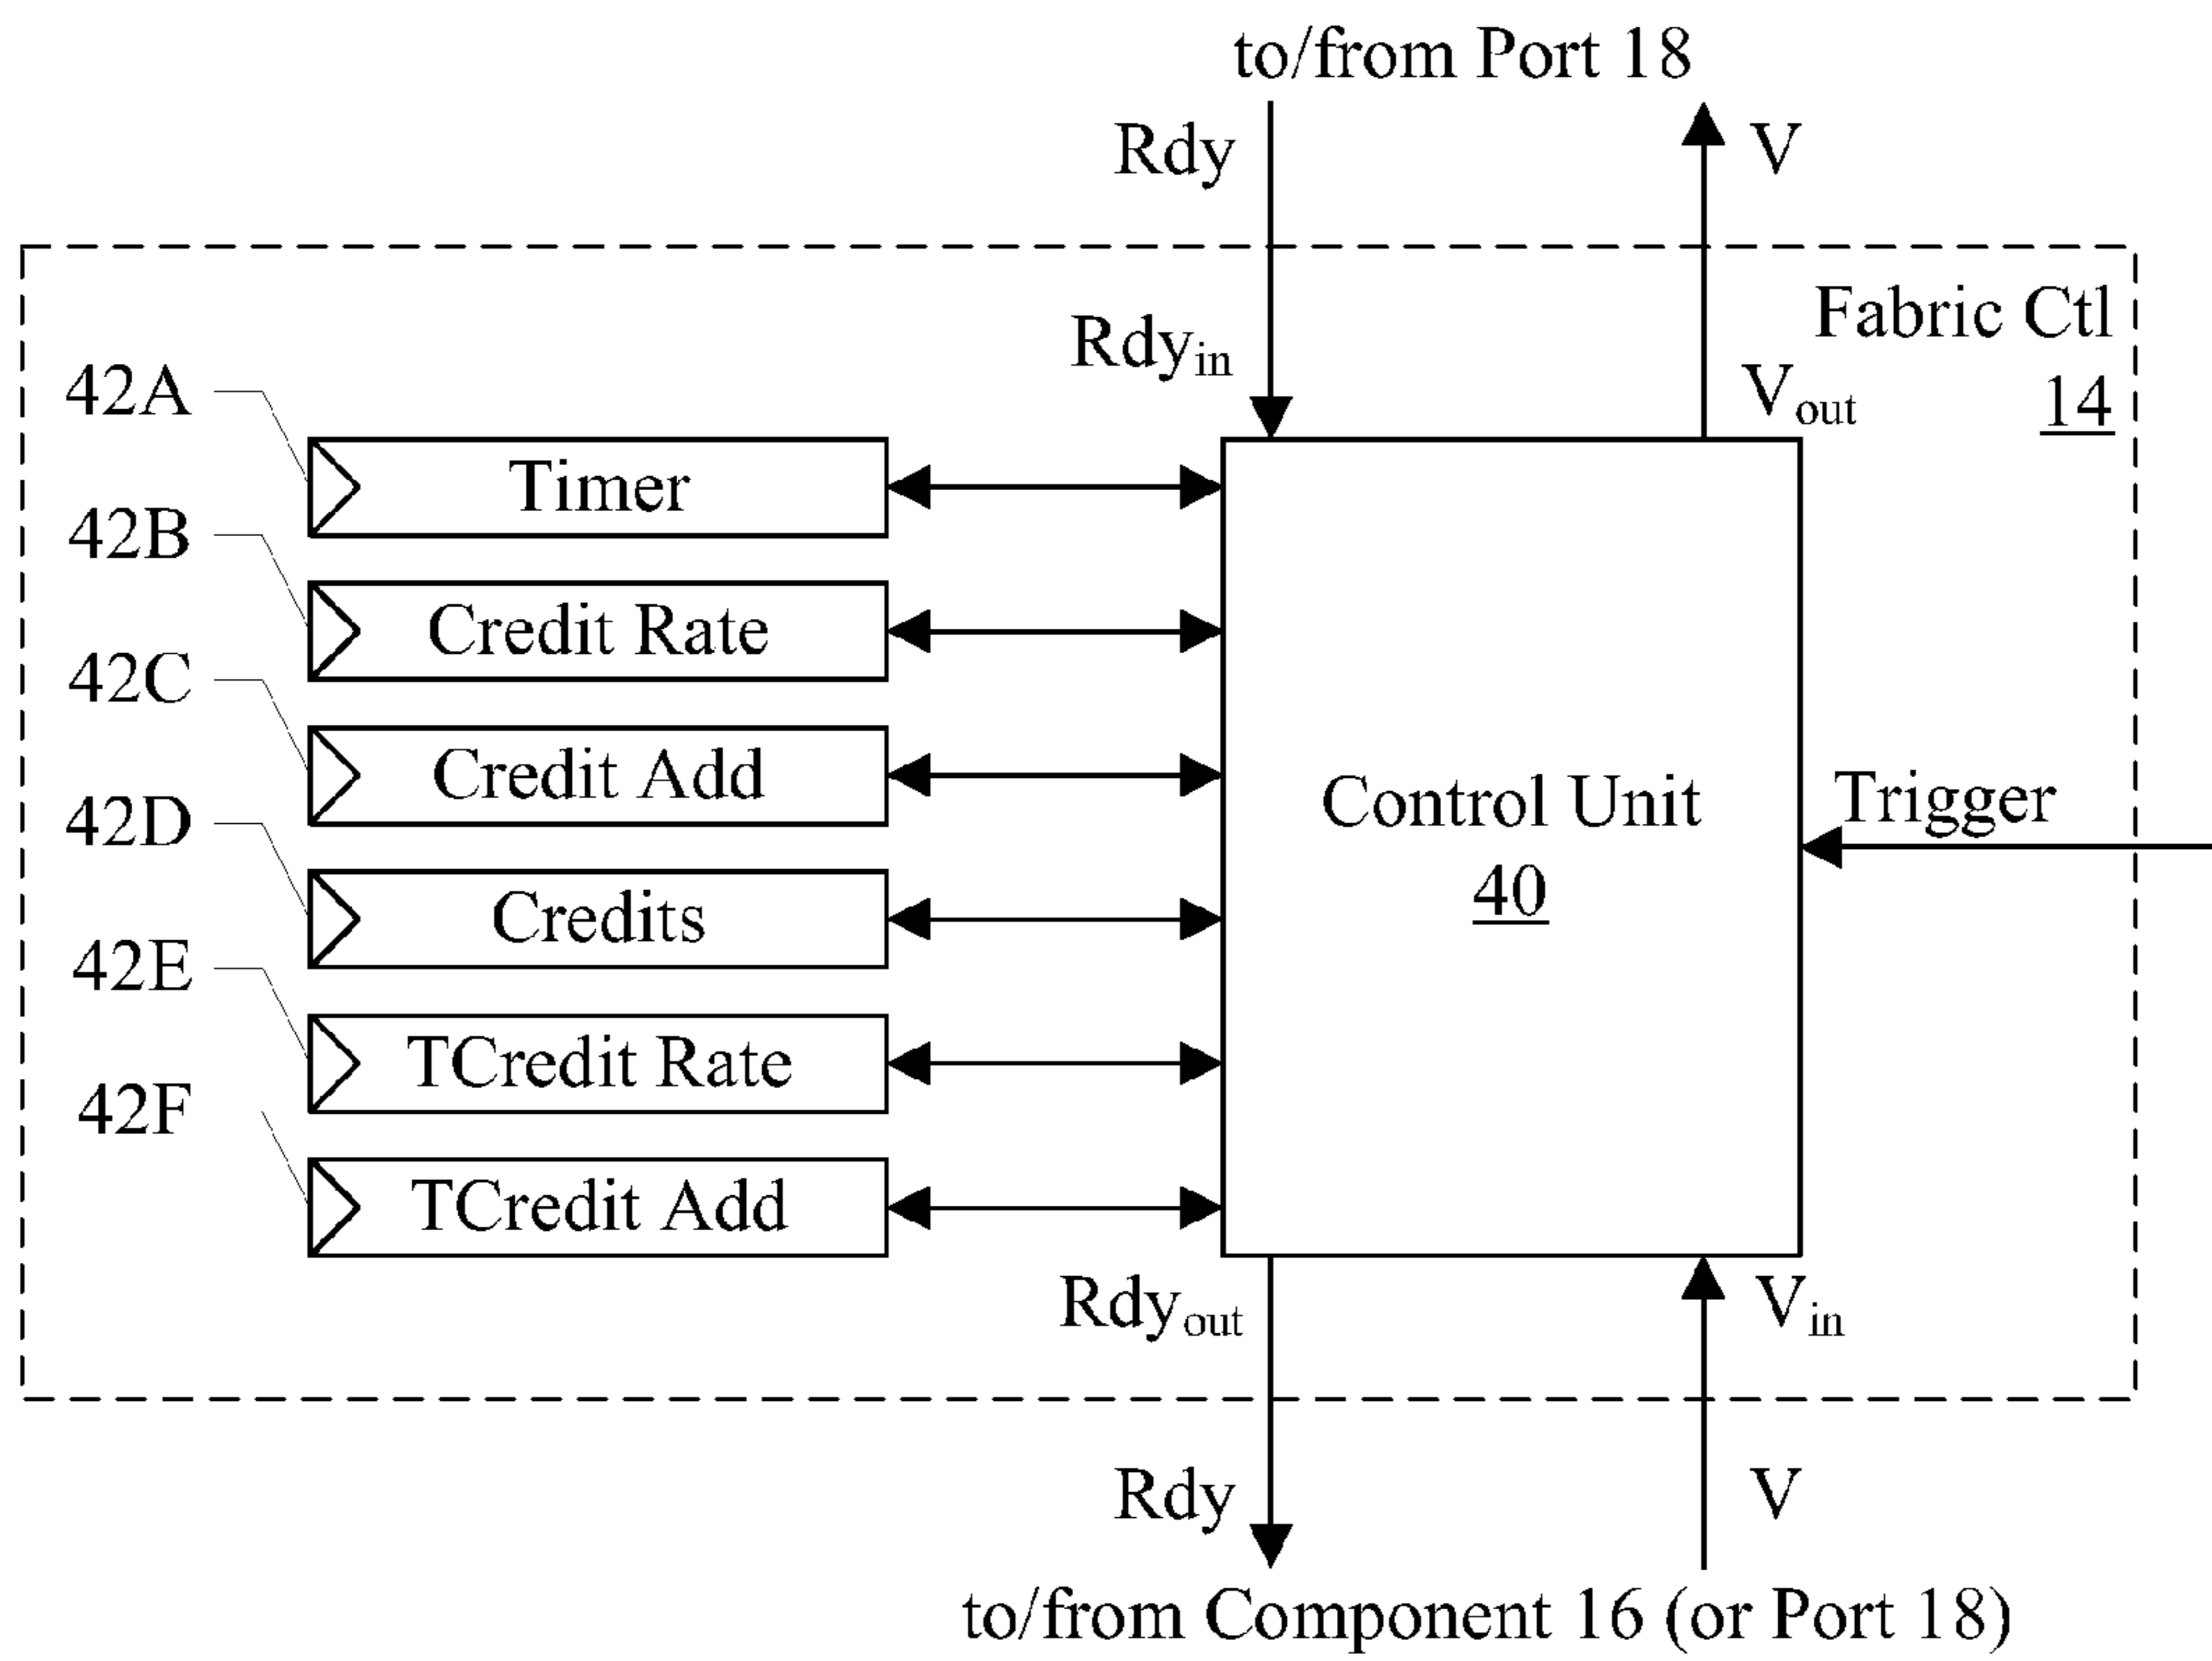 to/from Port 18
Rdy
V
Rdyin
Fabric Ctl
14
Vout
42A
Timer
42B
Credit Rate
42C
Credit Add
42D
Credits
42E
TCredit Rate
42F
TCredit Add
Control Unit
40
Trigger
Rdyout
Vin
Rdy
V
to/from Component 16 (or Port 18)